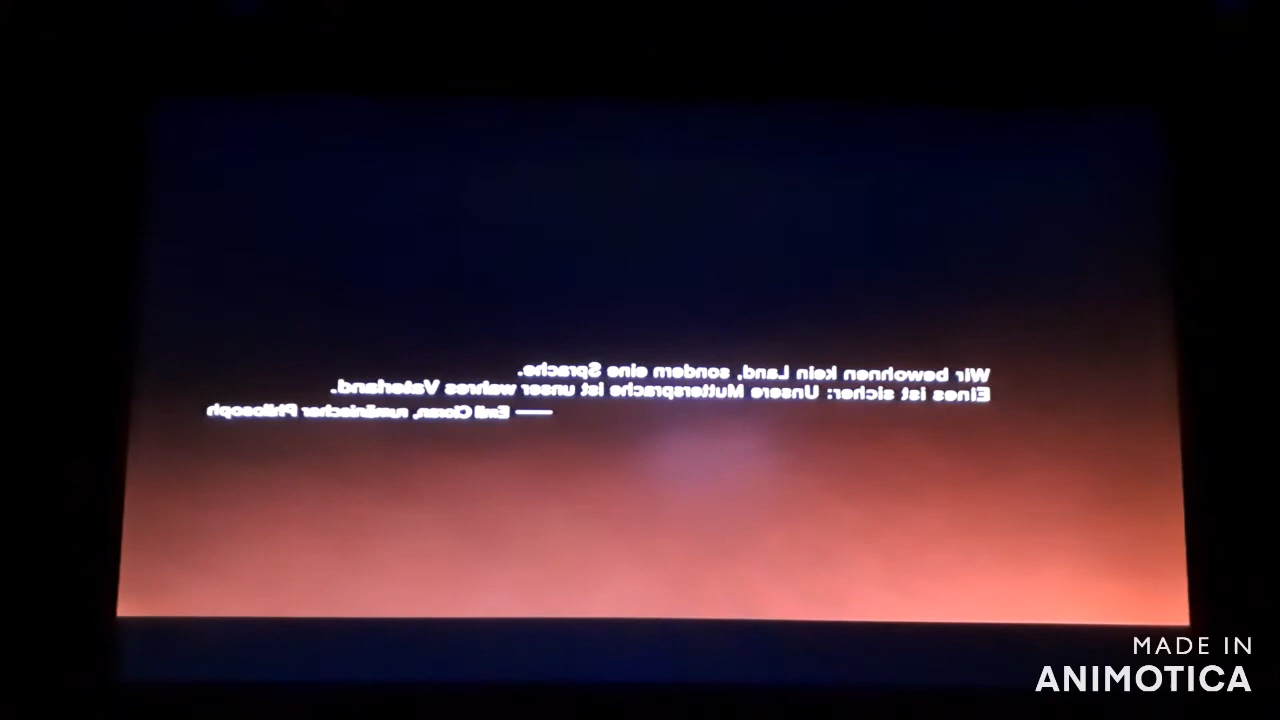 Wir bewohnen kein Land, sondern eine Sprache.
Eines ist sicher: Unsere Muttersprache ist unser wahres Vaterland.
— Emil Cioran, rumänischer Philosoph
MADE IN
ANIMOTICA